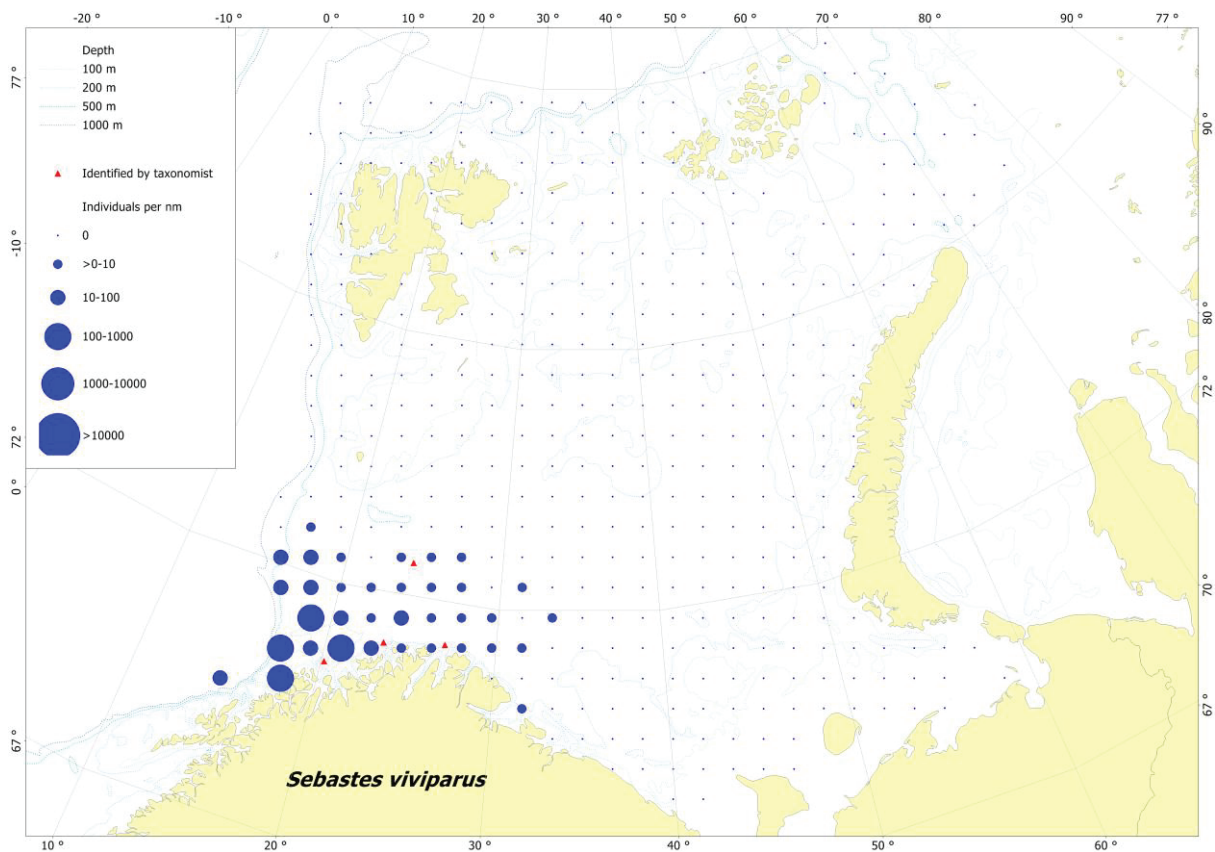 -20 ° -10 ° 0 ° 10 ° 20 ° 30 ° 40 ° 50 ° 60 ° 70 ° 80 ° 90 ° 77 °
Depth
100 m
200 m
500 m
1000 m
Identified by taxonomist
Individuals per nm
0
>0-10
10-100
100-1000
1000-10000
>10000
77 °
-10 °
72 °
0 °
67 °
90 °
80 °
72 °
70 °
67 °
Sebastes viviparus
10 ° 20 ° 30 ° 40 ° 50 ° 60 °